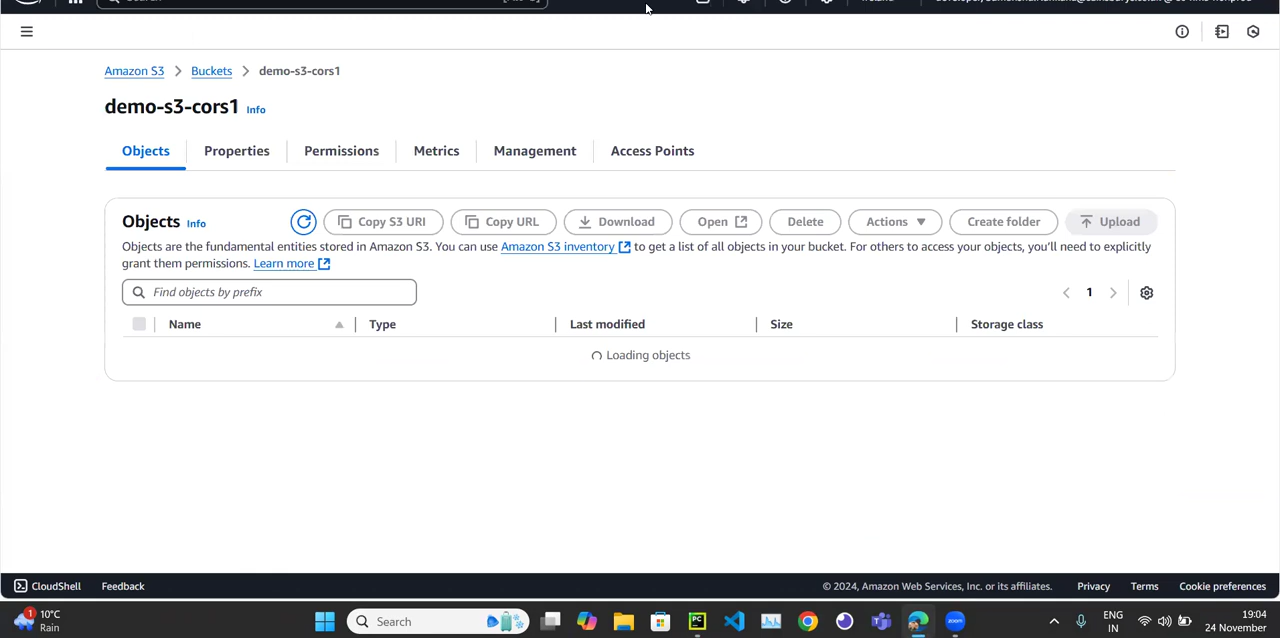 Amazon S3 > Buckets > demo-s3-cors1
demo-s3-cors1 Info
Objects Properties Permissions Metrics Management Access Points
Objects Info Copy S3 URI Copy URL Download Open Delete Actions Create folder Upload
Objects are the fundamental entities stored in Amazon S3. You can use Amazon S3 inventory to get a list of all objects in your bucket. For others to access your objects, you'll need to explicitly
grant them permissions. Learn more
Find objects by prefix 1
Name Type Last modified Size Storage class
Loading objects
CloudShell Feedback © 2024, Amazon Web Services, Inc. or its affiliates. Privacy Terms Cookie preferences
1 10°C ENG 19:04
Rain Search PC zoom IN 24 November